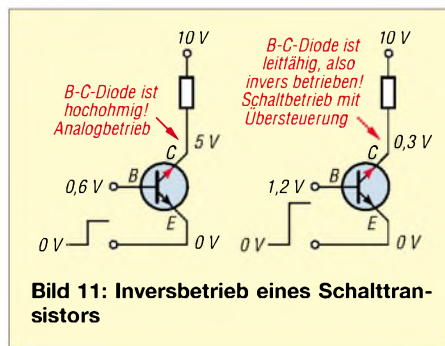 10 V
B-C-Diode ist
hochohmig!
Analogbetrieb
C
5 V
0,6 V
B
E
0 V
0 V
10 V
B-C-Diode ist
leitfähig, also
invers betrieben!
Schaltbetrieb mit
Übersteuerung
C
0,3 V
1,2 V
B
E
0 V
0 V
Bild 11: Inversbetrieb eines Schalttran-
sistors